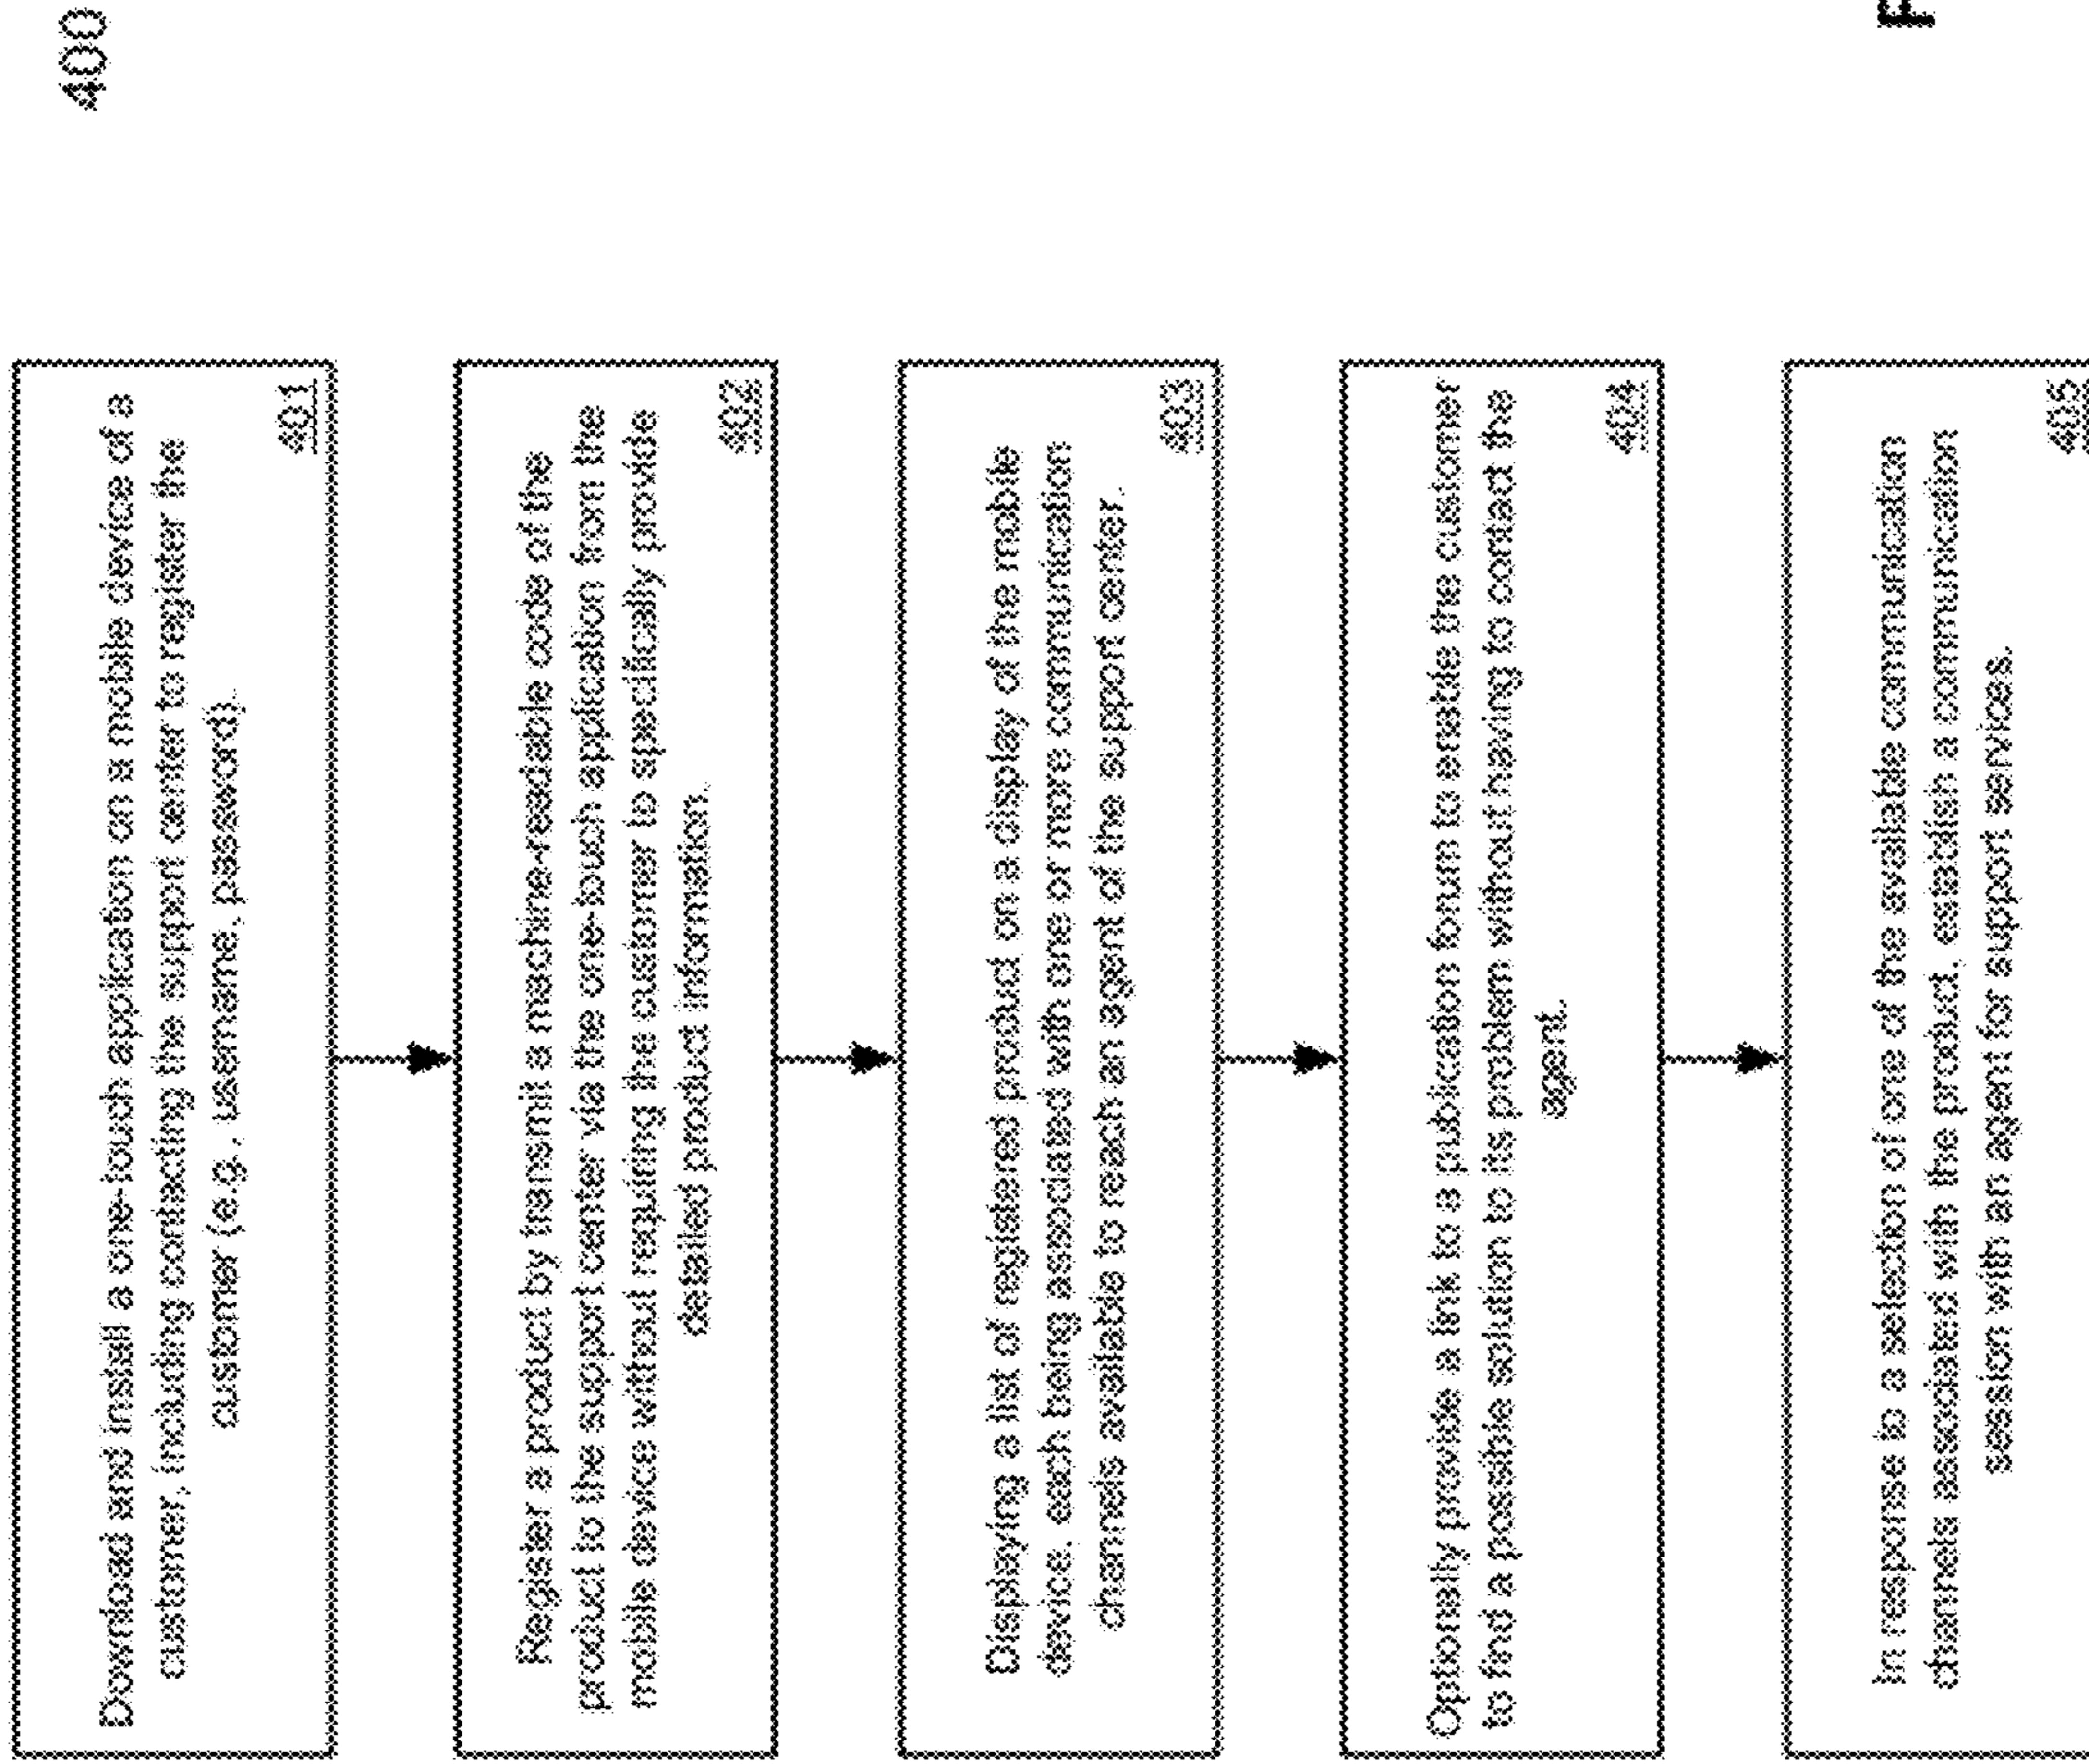 400
Download and install a one-touch application on a mobile device of a
customer, including contacting the support center to register the
customer (e.g., username, password).
401
Register a product by transmit a machine-readable code of the
product to the support center via the one-touch application from the
mobile device without requiring the customer to specifically provide
detailed product information.
402
Displaying a list of registered product on a display of the mobile
device, each being associated with one or more communication
channels available to reach an agent of the support center.
403
Optionally provide a link to a publication forum to enable the customer
to find a possible solution to its problem without having to contact the
agent.
404
In response to a selection of one of the available communication
channels associated with the product, establish a communication
session with an agent for support services.
405
F